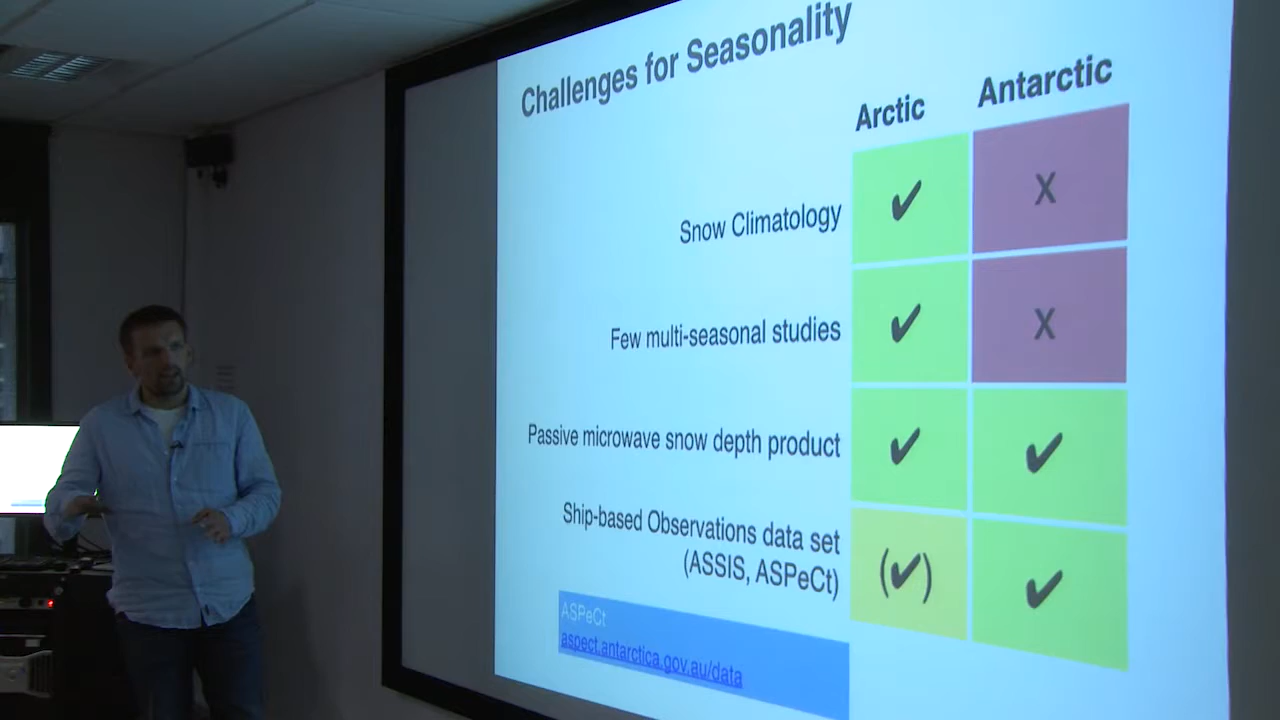 Challenges for Seasonality
Arctic
Antarctic
Snow Climatology
✔
X
Few multi-seasonal studies
✔
X
Passive microwave snow depth product
✔
✔
Ship-based Observations data set
(ASSIS, ASPeCt)
(✔)
✔
ASPeCt
aspect.antarctica.gov.au/data